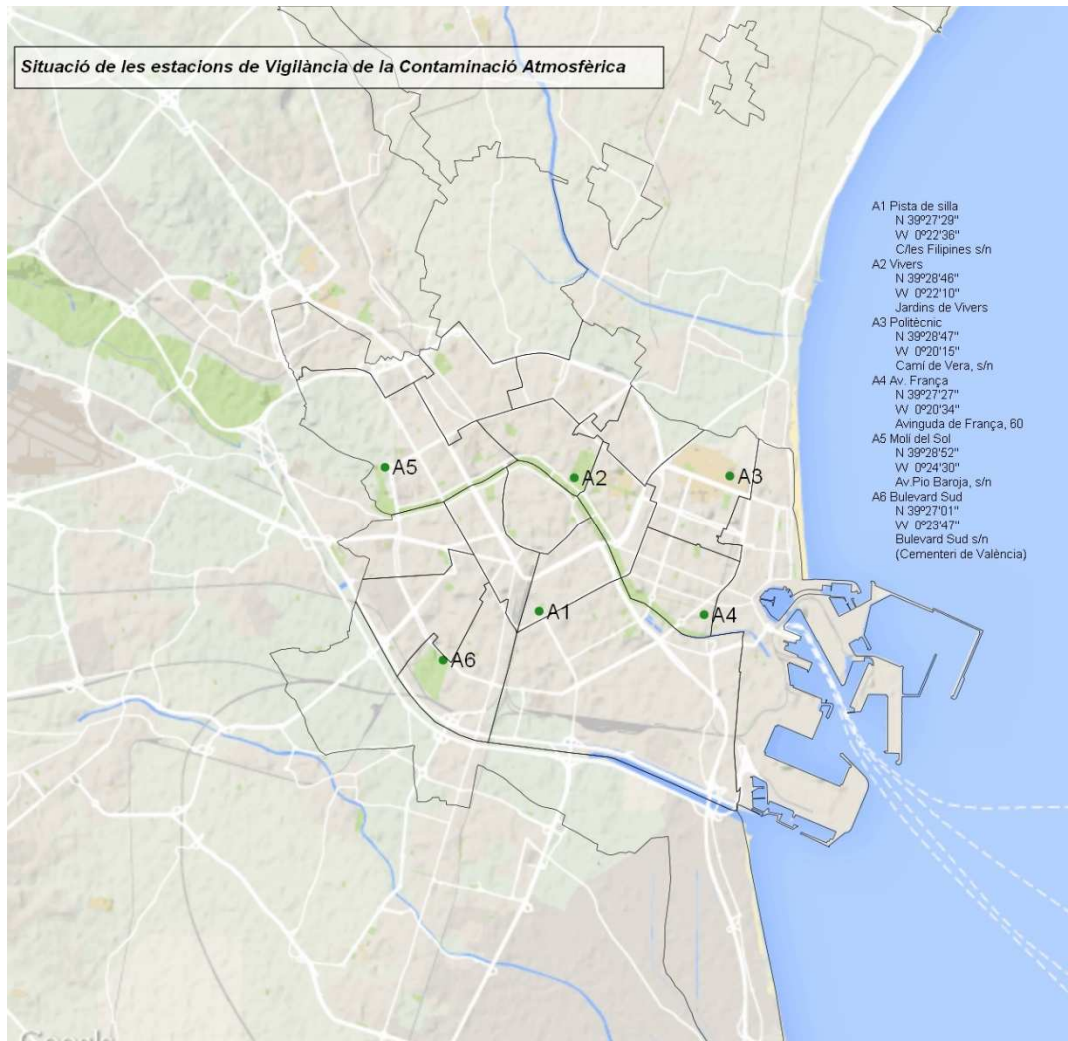 Situació de les estacions de Vigilància de la Contaminació Atmosfèrica
A1 Pista de silla
N 39º27'29"
W 0º22'36"
C/les Filipines s/n
A2 Vivers
N 39º28'46"
W 0º22'10"
Jardins de Vivers
A3 Politècnic
N 39º28'47"
W 0º20'15"
Camí de Vera, s/n
A4 Av. França
N 39º27'27"
W 0º20'34"
Avinguda de França, 60
A5 Molí del Sol
N 39º28'52"
W 0º24'30"
Av.Pio Baroja, s/n
A6 Bulevard Sud
N 39º27'01"
W 0º23'47"
Bulevard Sud s/n
(Cementeri de València)
A5
A2
A3
A1
A4
A6